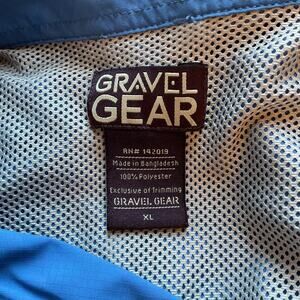 GRAVEL
GEAR
RN# 142019
Made in Bangladesh
100% Polyester
Exclusive of Trimming
GRAVEL GEAR
XL